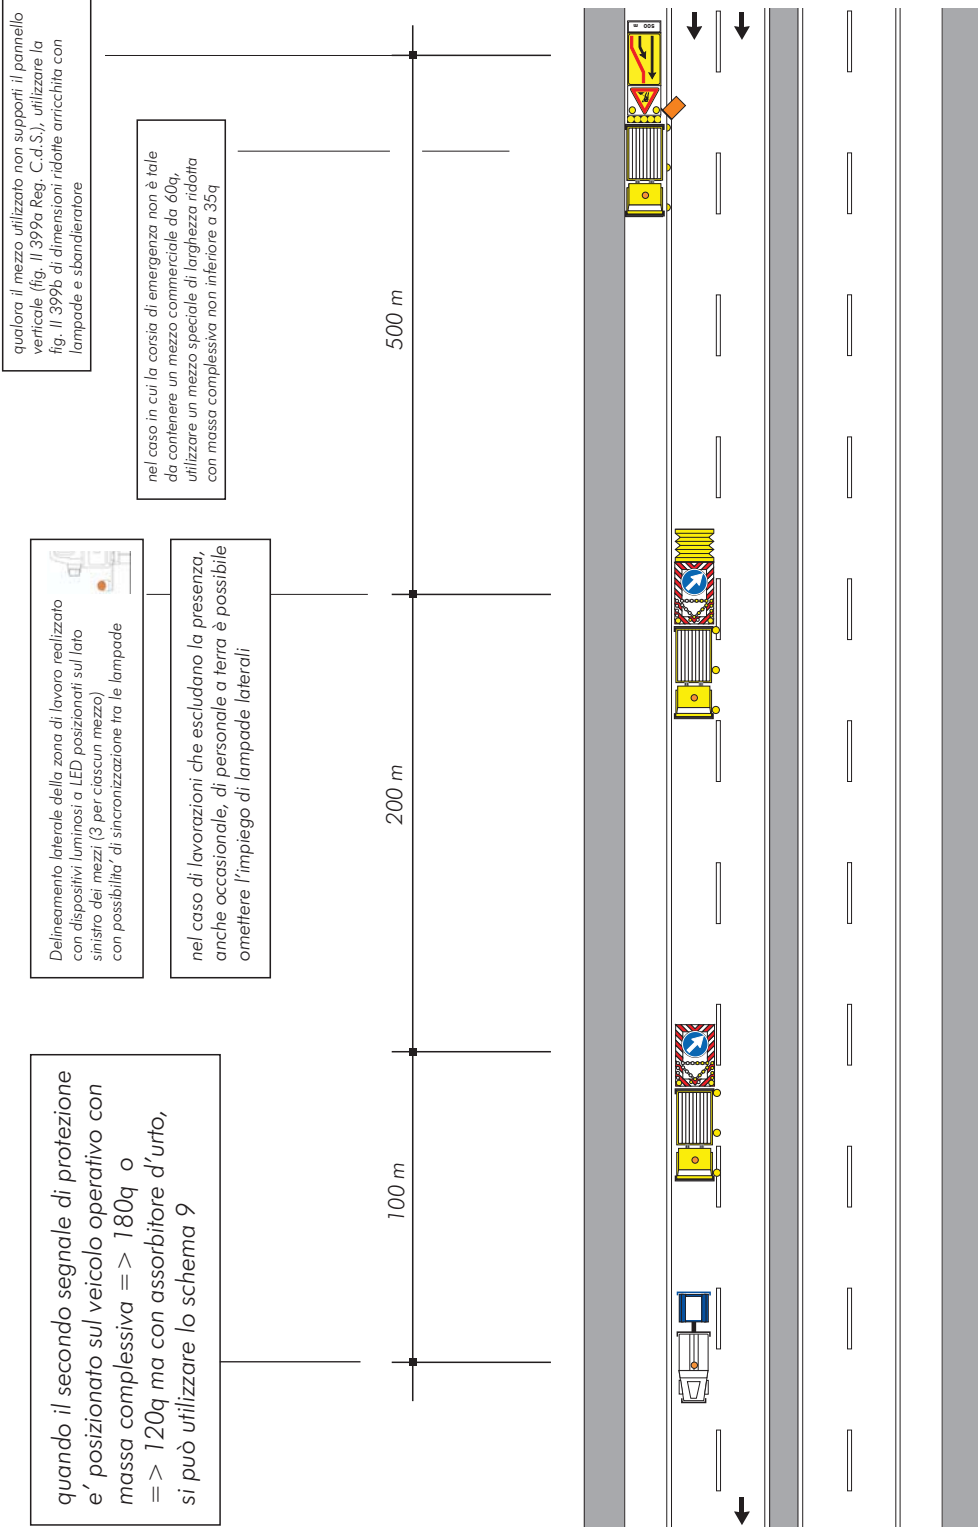 qualora il mezzo utilizzato non supporti il pannello
verticale (fig. II 399a Reg. C.d.S.), utilizzare la
fig. II 399b di dimensioni ridotte arricchita con
lampade e sbandieratore
nel caso in cui la corsia di emergenza non è tale
da contenere un mezzo commerciale da 60q,
utilizzare un mezzo speciale di larghezza ridotta
con massa complessiva non inferiore a 35q
Delineamento laterale della zona di lavoro realizzato
con dispositivi luminosi a LED posizionati sul lato
sinistro dei mezzi (3 per ciascun mezzo)
con possibilita' di sincronizzazione tra le lampade
nel caso di lavorazioni che escludano la presenza,
anche occasionale, di personale a terra è possibile
omettere l'impiego di lampade laterali
quando il secondo segnale di protezione
e' posizionato sul veicolo operativo con
massa complessiva => 180q o
=> 120q ma con assorbitore d'urto,
si può utilizzare lo schema 9
500 m
200 m
100 m
500 m